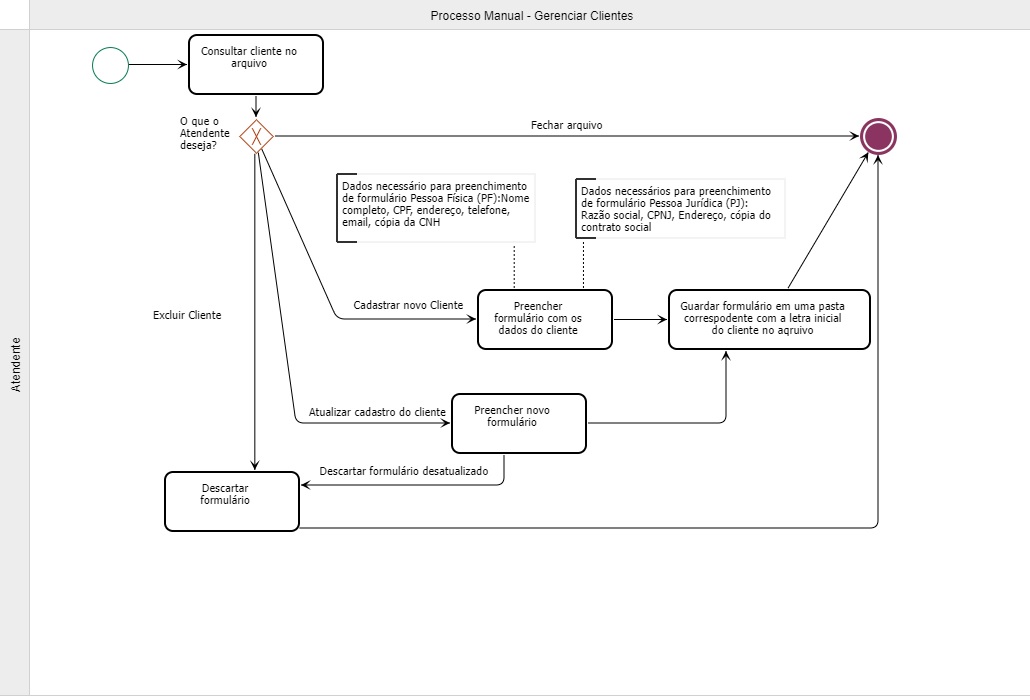 Processo Manual - Gerenciar Clientes
Atendente
Consultar cliente no
arquivo
O que o
Atendente
deseja?
X
Fechar arquivo
Dados necessário para preenchimento
de formulário Pessoa Física (PF):Nome
completo, CPF, endereço, telefone,
email, cópia da CNH
Dados necessários para preenchimento
de formulário Pessoa Jurídica (PJ):
Razão social, CPNJ, Endereço, cópia do
contrato social
Excluir Cliente
Cadastrar novo Cliente
Preencher
formulário com os
dados do cliente
Guardar formulário em uma pasta
correspodente com a letra inicial
do cliente no aqruivo
Atualizar cadastro do cliente
Preencher novo
formulário
Descartar formulário desatualizado
Descartar
formulário